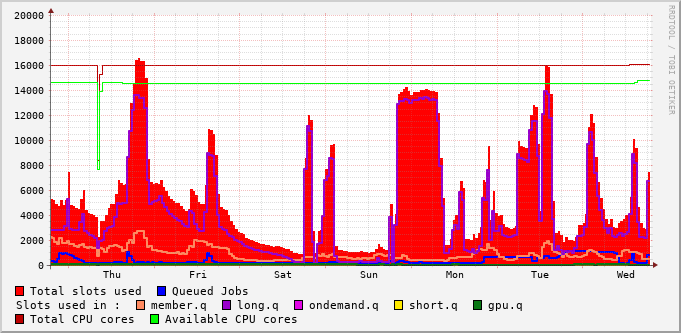 20000
18000
16000
14000
12000
10000
8000
6000
4000
2000
0
Thu Fri Sat Sun Mon Tue Wed
RRDTOOL / TOBI OETIKER
Total slots used Queued Jobs
Slots used in : member.q long.q ondemand.q short.q gpu.q
Total CPU cores Available CPU cores